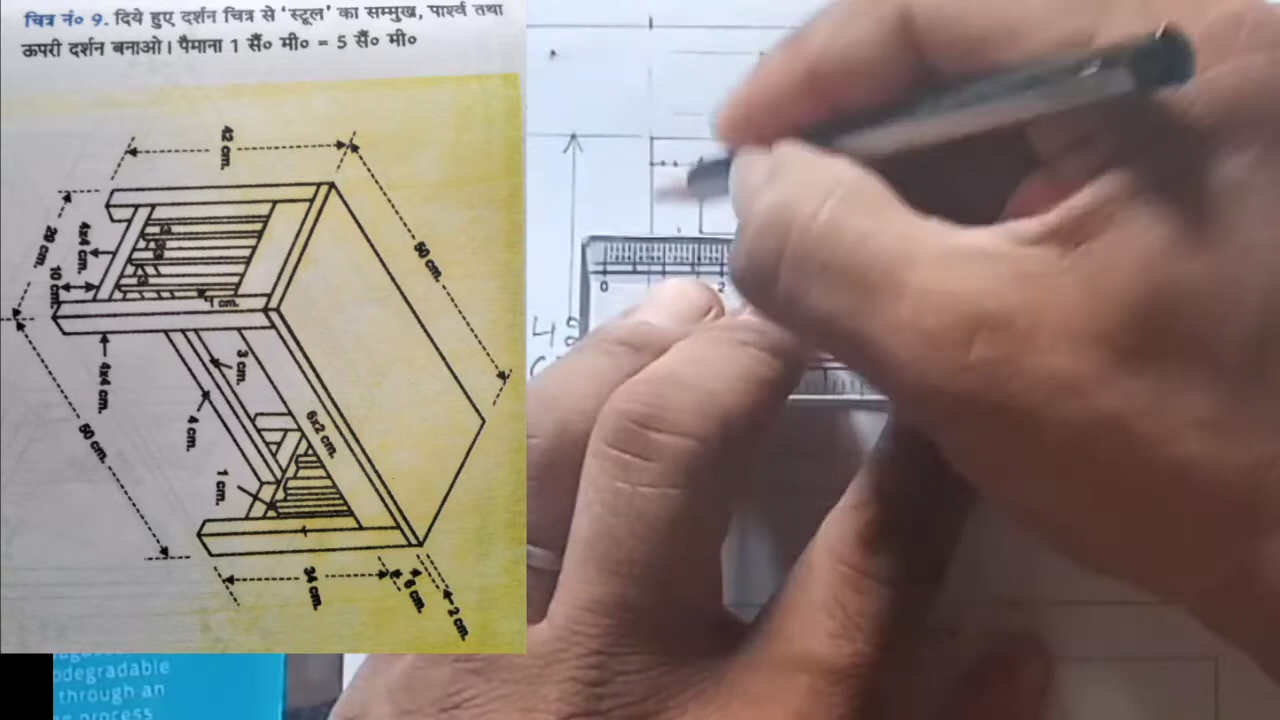 चित्र नं० 9. दिये हुए दर्शन चित्र से 'स्टूल' का सम्मुख, पार्श्व तथा
ऊपरी दर्शन बनाओ। पैमाना 1 सैं० मी० = 5 सैं० मी०
42 cm.
50 cm.
29 cm.
4x4 cm.
10 cm.
cm.
4x4 cm.
3 cm.
4 cm.
6x2 cm.
50 cm.
1 cm.
34 cm.
6 cm.
2 cm.
0
2
42
odegradable
through an
process